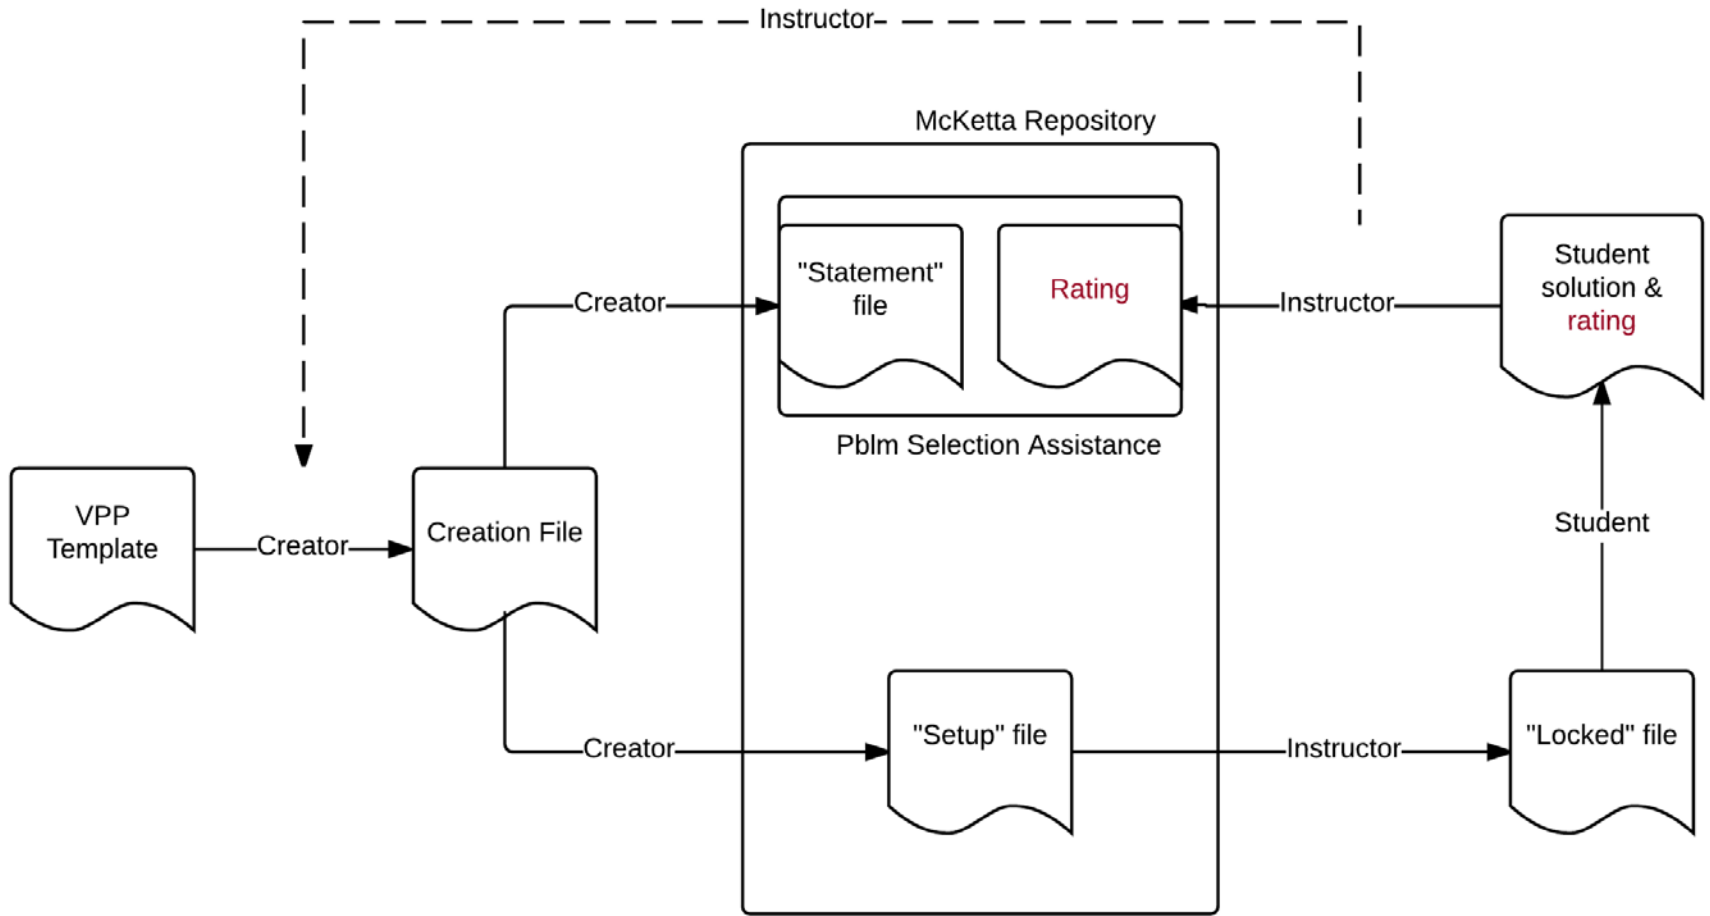 Instructor
McKetta Repository
"Statement"
file
Rating
Creator
Instructor
Student
solution &
rating
Pblm Selection Assistance
VPP
Template
Creator
Creation File
Student
Creator
"Setup" file
Instructor
"Locked" file